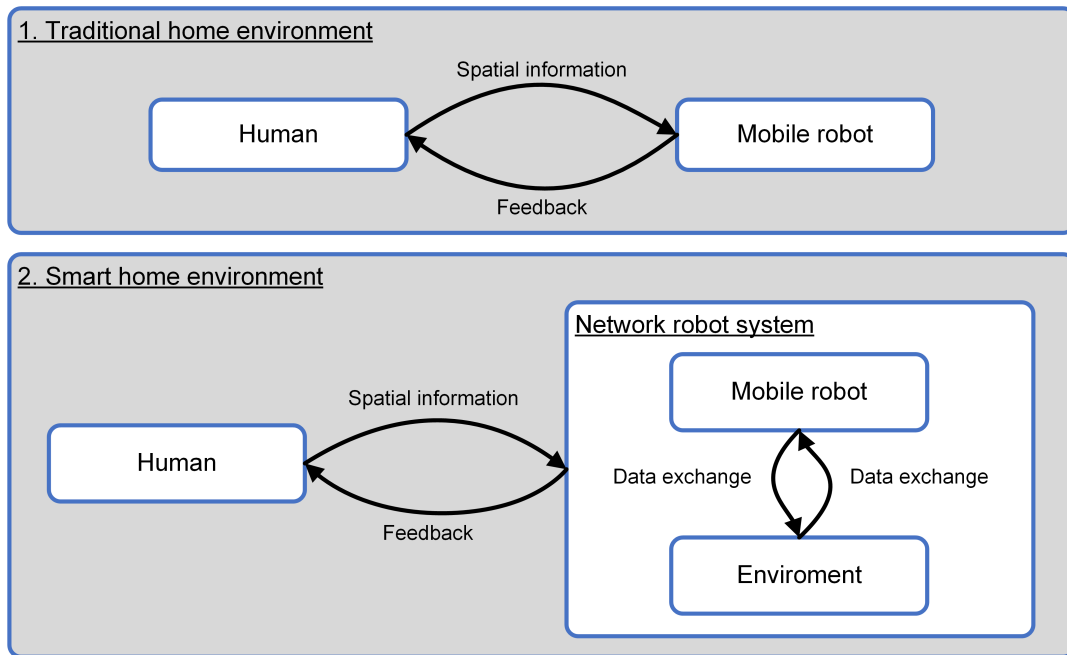 1. Traditional home environment
Spatial information
Human
Mobile robot
Feedback
2. Smart home environment
Network robot system
Mobile robot
Spatial information
Human
Data exchange
Data exchange
Feedback
Enviroment